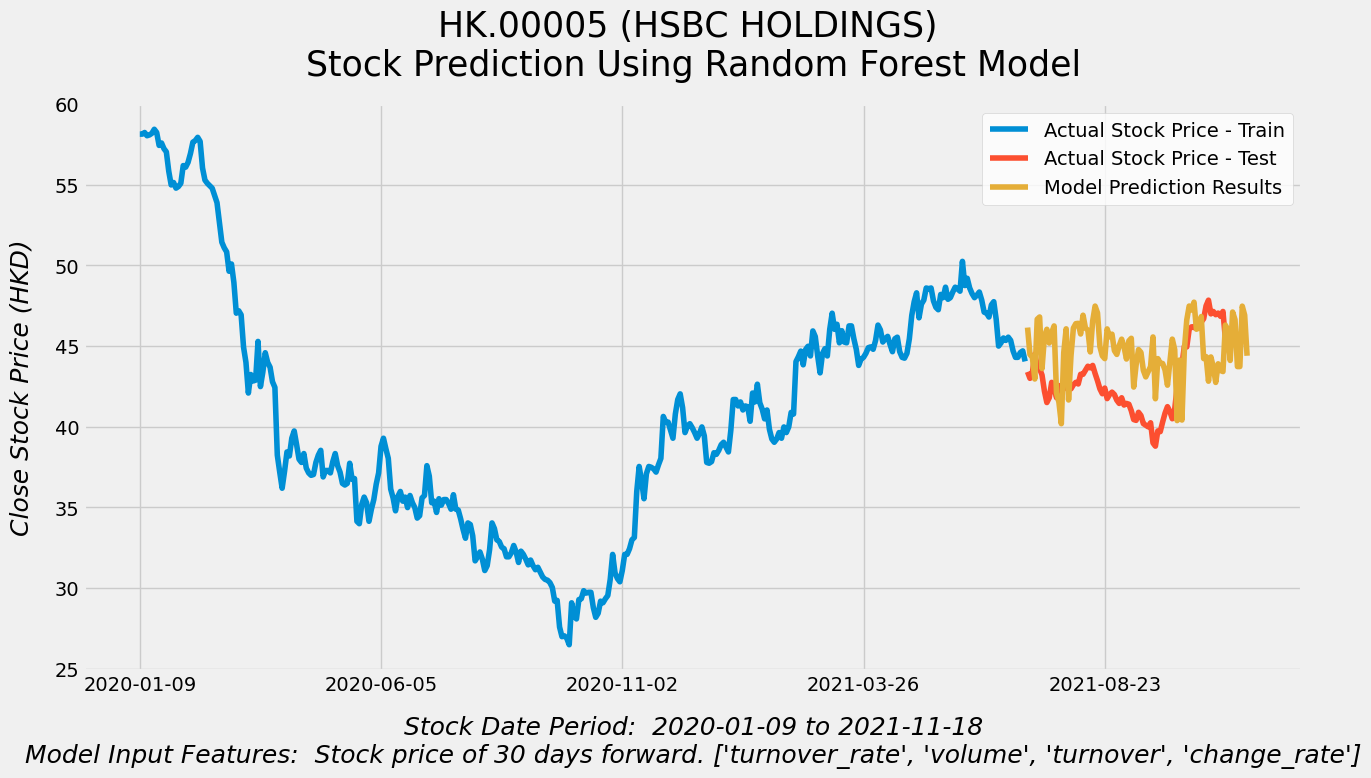 HK.00005 (HSBC HOLDINGS)
Stock Prediction Using Random Forest Model
60
55
50
45
40
35
30
25
Close Stock Price (HKD)
Actual Stock Price - Train
Actual Stock Price - Test
Model Prediction Results
2020-01-09
2020-06-05
2020-11-02
2021-03-26
2021-08-23
Stock Date Period:  2020-01-09 to 2021-11-18
Model Input Features:  Stock price of 30 days forward. ['turnover_rate', 'volume', 'turnover', 'change_rate']